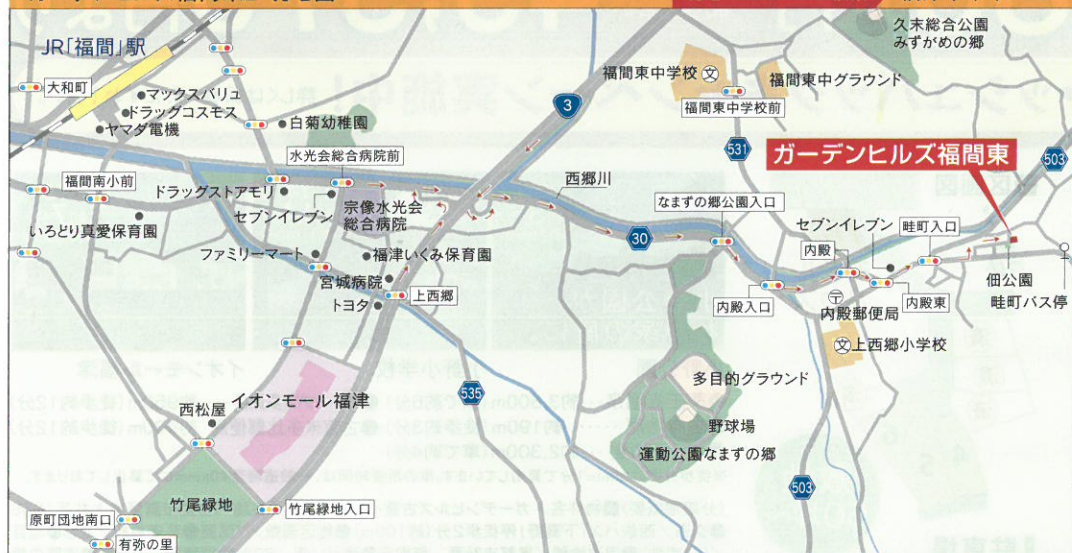 JR「福間」駅
大和町
マックスバリュ
ドラッグコスモス
ヤマダ電機
白菊幼稚園
水光会総合病院前
福間南小前
ドラッグストアモリ
セブンイレブン
宗像水光会
総合病院
いろどり真愛保育園
ファミリーマート
福津いくみ保育園
宮城病院
トヨタ
上西郷
西松屋
イオンモール福津
竹尾緑地
竹尾緑地入口
原町団地南口
有弥の里
3
535
久末総合公園
みずかめの郷
福間東中学校
文
福間東中グラウンド
福間東中学校前
531
ガーデンヒルズ福間東
503
西郷川
なまずの郷公園入口
30
セブンイレブン
畦町入口
内殿
内殿入口
内殿東
佃公園
畦町バス停
〒
内殿郵便局
文
上西郷小学校
多目的グラウンド
野球場
運動公園なまずの郷
503